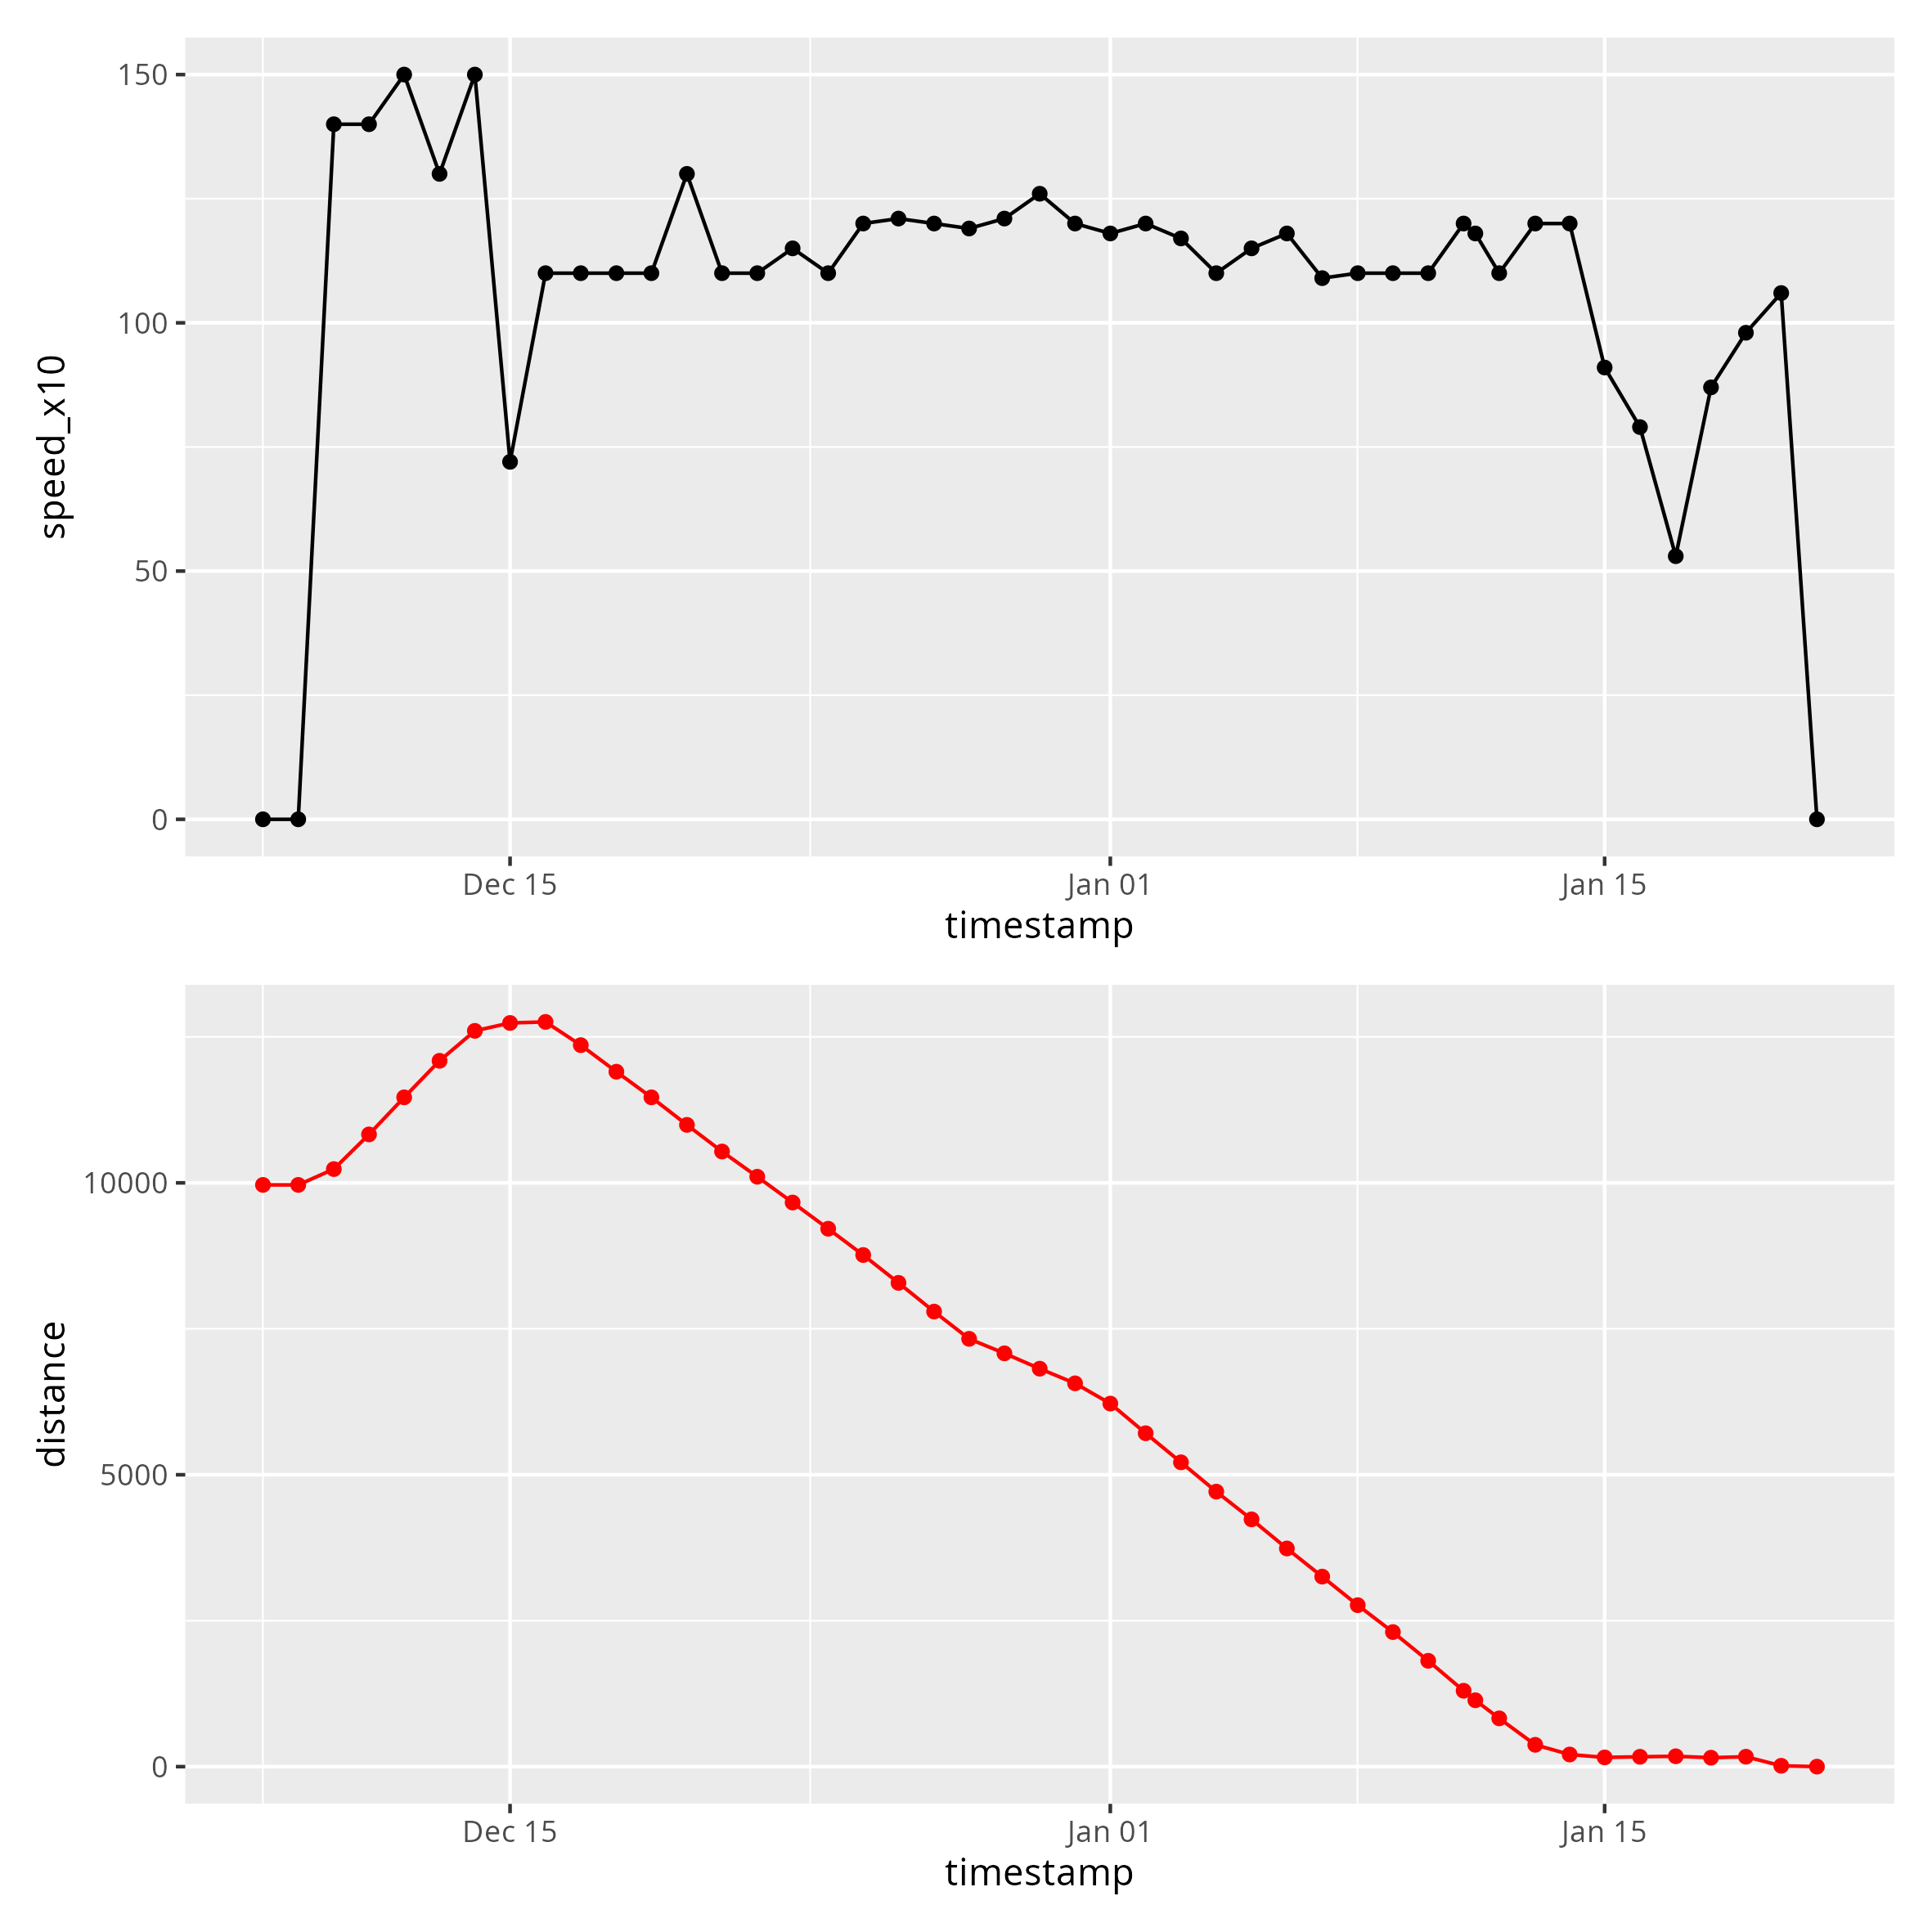 150
100
50
0
speed_x10
Dec 15
Jan 01
Jan 15
timestamp
10000
5000
0
distance
Dec 15
Jan 01
Jan 15
timestamp